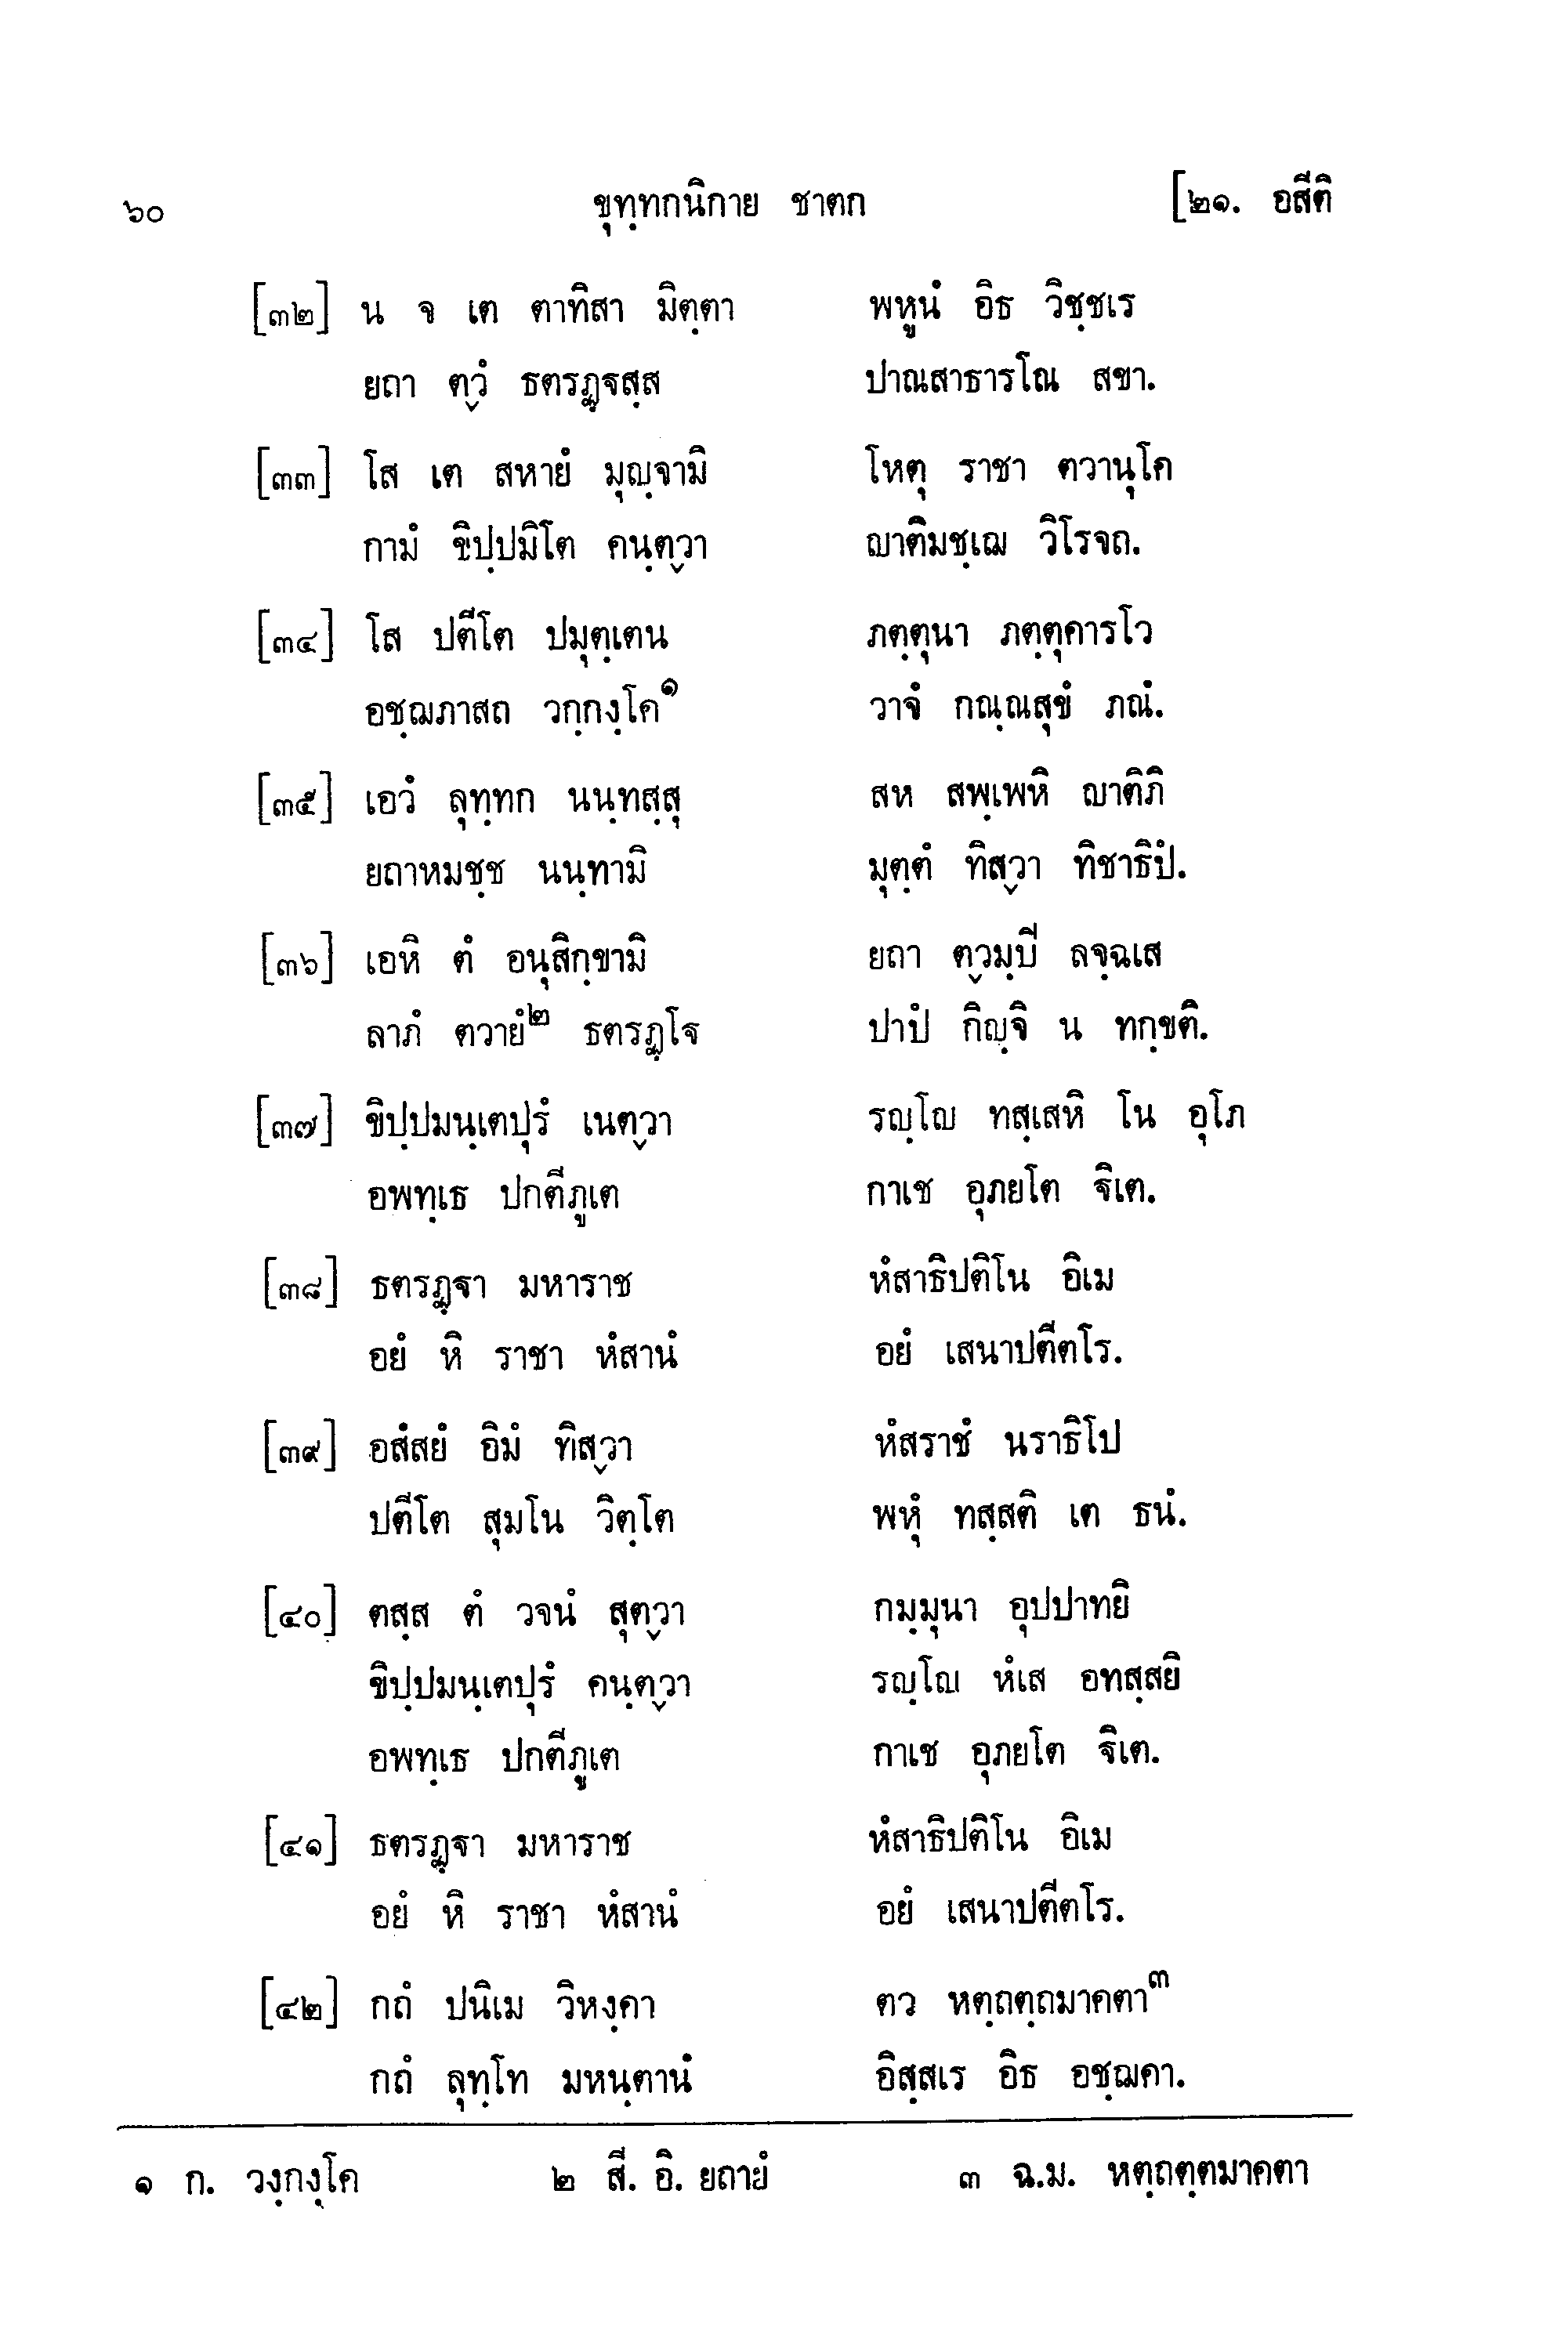 ๖๐ ขุทฺทกนิกาย ชาตก [๒๑. อสีติ
[๓๒] น จ เต ตาทิสา มิตฺตา พหูนํ อิธ วิชฺชเร
ยถา ตฺวํ ธตรฏฺฐสฺส ปาณสาธารโณ สขา.
[๓๓] โส เต สหายํ มุญฺจามิ โหตุ ราชา ตวานุโค
กามํ ขิปฺปมิโต คนฺตฺวา ญาติมชฺเฌ วิโรจถ.
[๓๔] โส ปตีโต ปมุตฺเตน ภตฺตุนา ภตฺตุคารโว
อชฺฌภาสถ วกฺกงฺโค๑ วาจํ กณฺณสุขํ ภณํ.
[๓๕] เอวํ ลุทฺทก นนฺทสฺสุ สห สพฺเพหิ ญาติภิ
ยถาหมชฺช นนฺทามิ มุตฺตํ ทิสฺวา ทิชาธิปํ.
[๓๖] เอหิ ตํ อนุสิกฺขามิ ยถา ตฺวมฺปิ ลจฺฉเส
ลาภํ ตวายํ๒ ธตรฏฺโฐ ปาปํ กิญฺจิ น ทกฺขติ.
[๓๗] ขิปฺปมนฺเตปุรํ เนตฺวา รญฺโญ ทสฺเสหิ โน อุโภ
อพทฺเธ ปกตีภูเต กาเช อุภยโต ฐิเต.
[๓๘] ธตรฏฺฐา มหาราช หํสาธิปติโน อิเม
อยํ หิ ราชา หํสานํ อยํ เสนาปตีตโร.
[๓๙] อสํสยํ อิมํ ทิสฺวา หํสราชํ นราธิโป
ปตีโต สุมโน วิตฺโต พหุํ ทสฺสติ เต ธนํ.
[๔๐] ตสฺส ตํ วจนํ สุตฺวา กมฺมุนา อุปปาทยิ
ขิปฺปมนฺเตปุรํ คนฺตฺวา รญฺโญ หํเส อทสฺสยิ
อพทฺเธ ปกตีภูเต กาเช อุภยโต ฐิเต.
[๔๑] ธตรฏฺฐา มหาราช หํสาธิปติโน อิเม
อยํ หิ ราชา หํสานํ อยํ เสนาปตีตโร.
[๔๒] กถํ ปนิเม วิหงฺคา ตว หตฺถตฺถมาคตา๓
กถํ ลุทฺโท มหนฺตานํ อิสฺสเร อิธ อชฺฌคา.
๑ ก. วงฺกงฺโค ๒ สี. อิ. ยถายํ ๓ ฉ.ม. หตฺถตฺตมาคตา